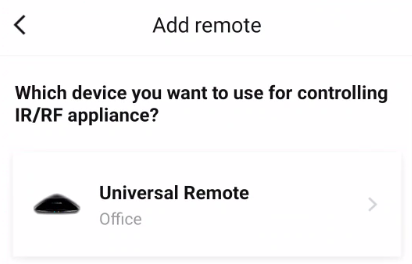 Add remote
Which device you want to use for controlling
IR/RF appliance?
Universal Remote
Office